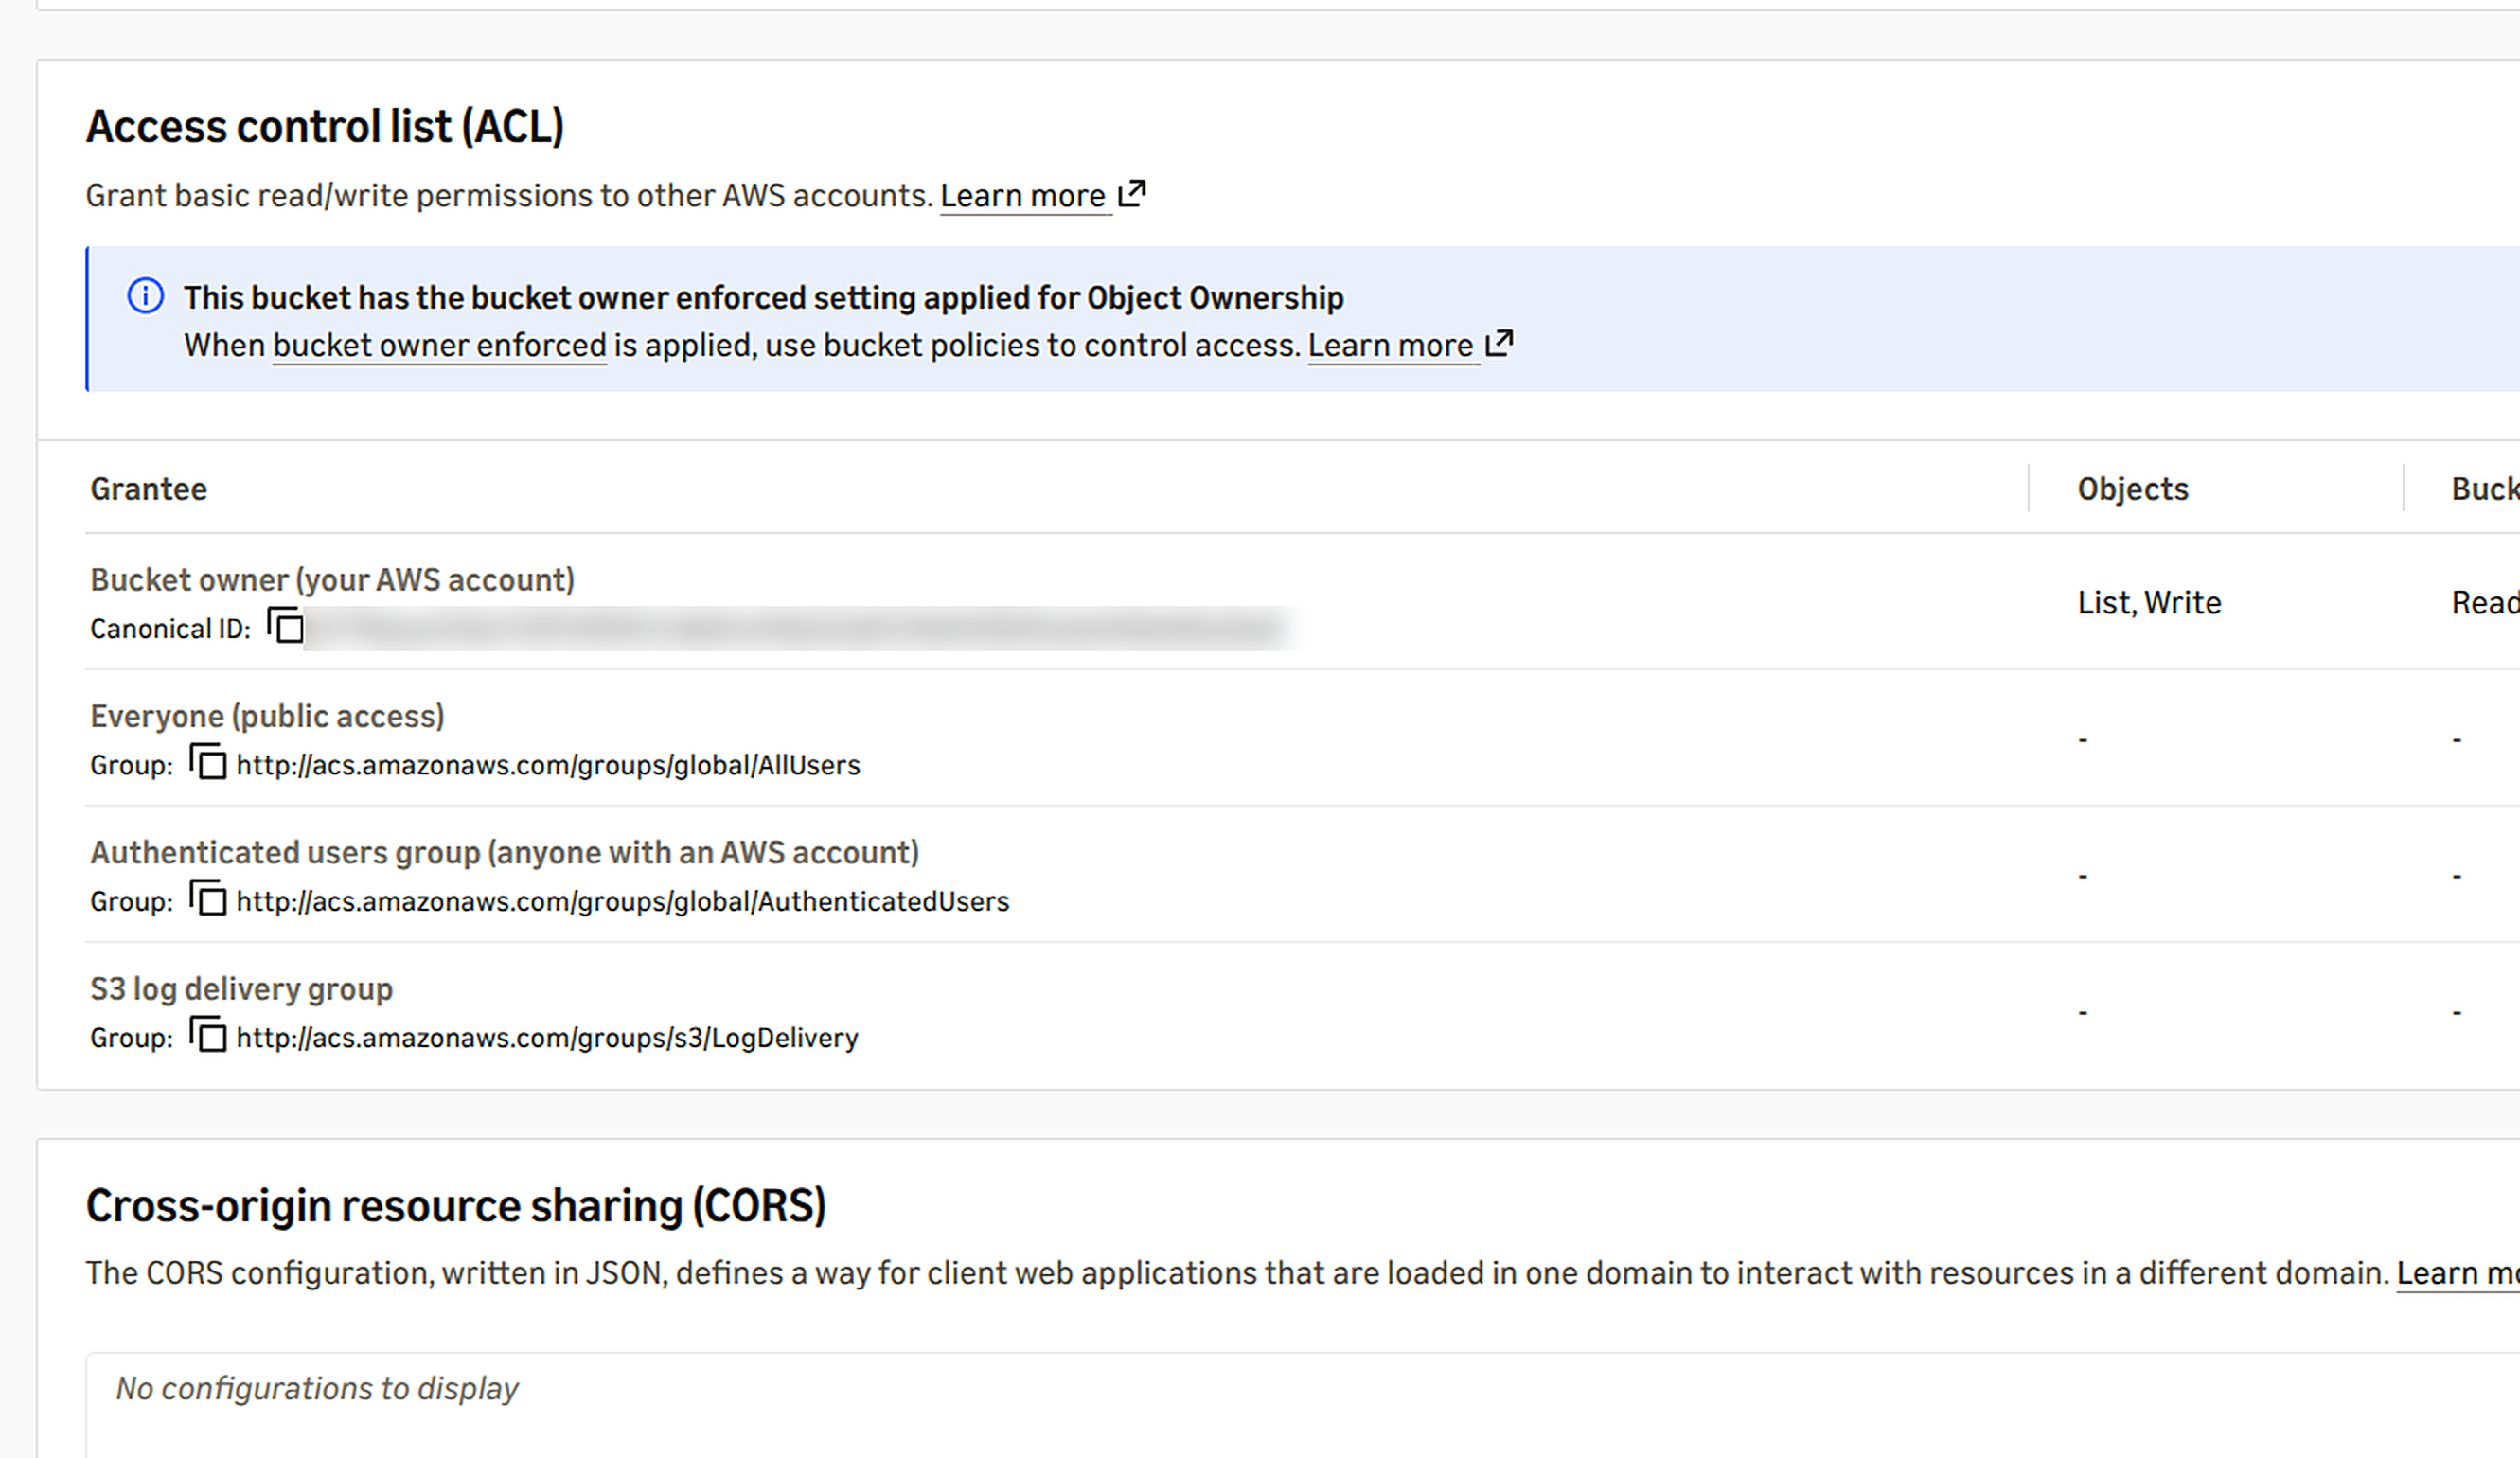 Access control list (ACL)
Grant basic read/write permissions to other AWS accounts. Learn more
This bucket has the bucket owner enforced setting applied for Object Ownership
When bucket owner enforced is applied, use bucket policies to control access. Learn more
Grantee Objects Buck
Bucket owner (your AWS account)
Canonical ID: List, Write Read
Everyone (public access)
Group: http://acs.amazonaws.com/groups/global/AllUsers - -
Authenticated users group (anyone with an AWS account)
Group: http://acs.amazonaws.com/groups/global/AuthenticatedUsers - -
S3 log delivery group
Group: http://acs.amazonaws.com/groups/s3/LogDelivery - -
Cross-origin resource sharing (CORS)
The CORS configuration, written in JSON, defines a way for client web applications that are loaded in one domain to interact with resources in a different domain. Learn mo
No configurations to display